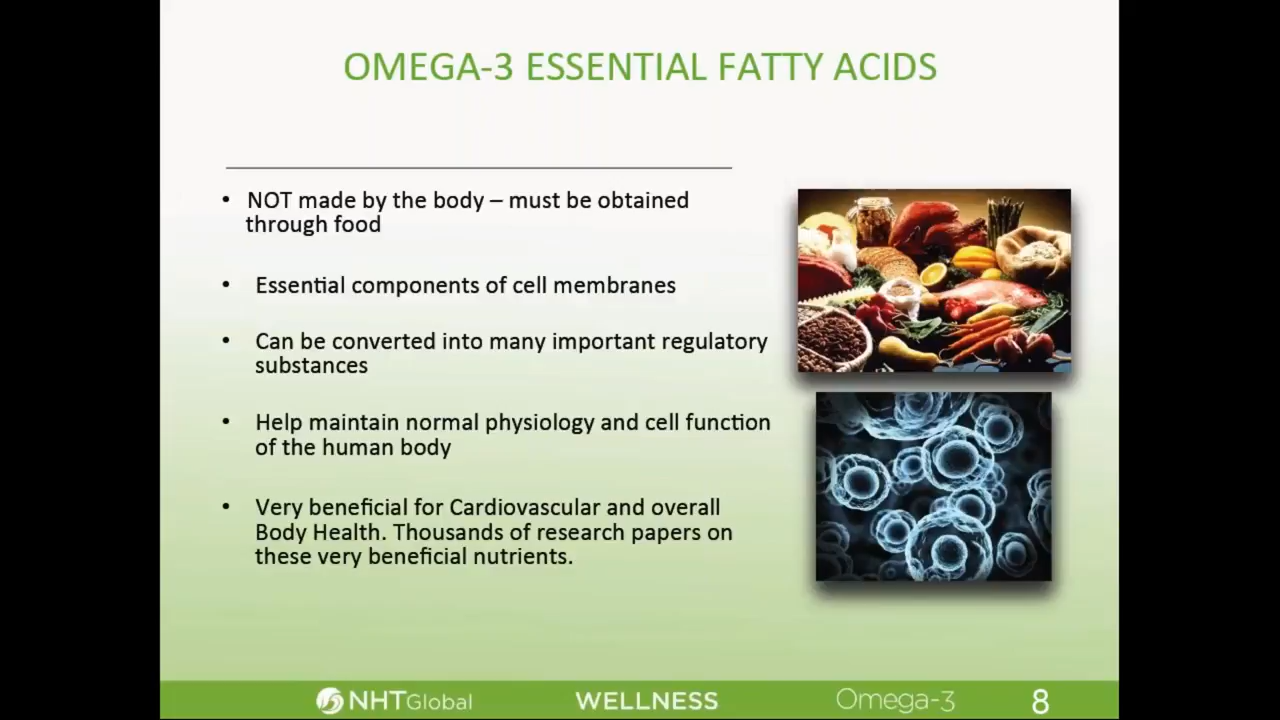 OMEGA-3 ESSENTIAL FATTY ACIDS
• NOT made by the body – must be obtained
through food
• Essential components of cell membranes
• Can be converted into many important regulatory
substances
• Help maintain normal physiology and cell function
of the human body
• Very beneficial for Cardiovascular and overall
Body Health. Thousands of research papers on
these very beneficial nutrients.
NHTGlobal WELLNESS Omega-3 8